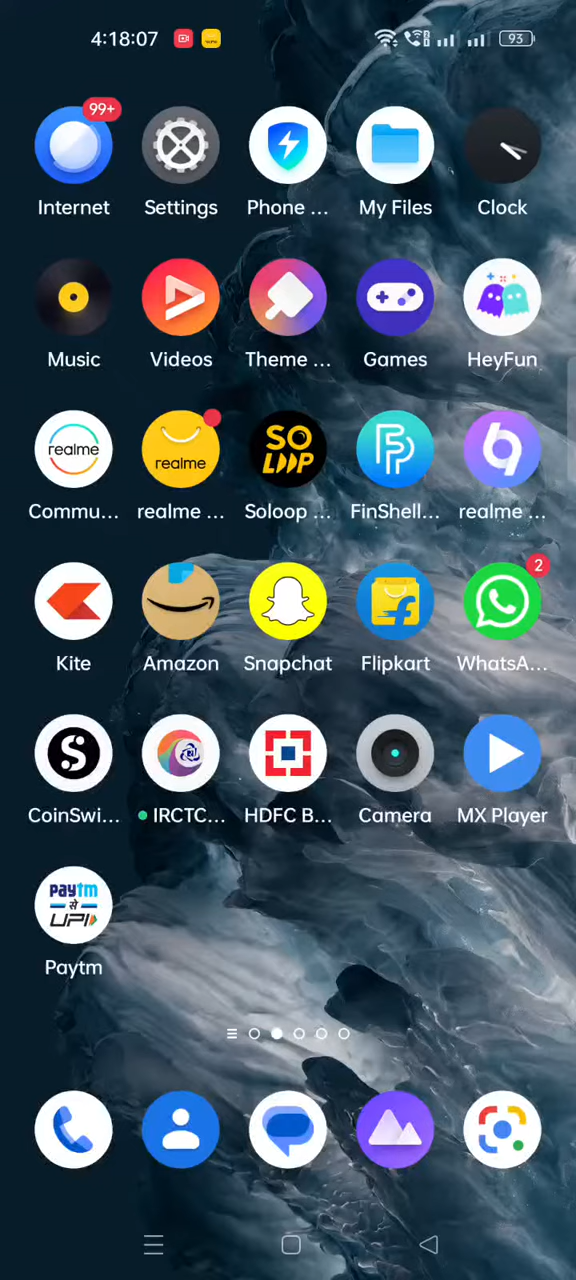 4:18:07
93
99+
Internet
Settings
Phone ...
My Files
Clock
Music
Videos
Theme ...
Games
HeyFun
realme
realme
SO
LOOP
Commu...
realme ...
Soloop ...
FinShell...
realme ...
2
Kite
Amazon
Snapchat
Flipkart
WhatsA...
CoinSwi...
IRCTC...
HDFC B...
Camera
MX Player
paytm
से
UPI
Paytm